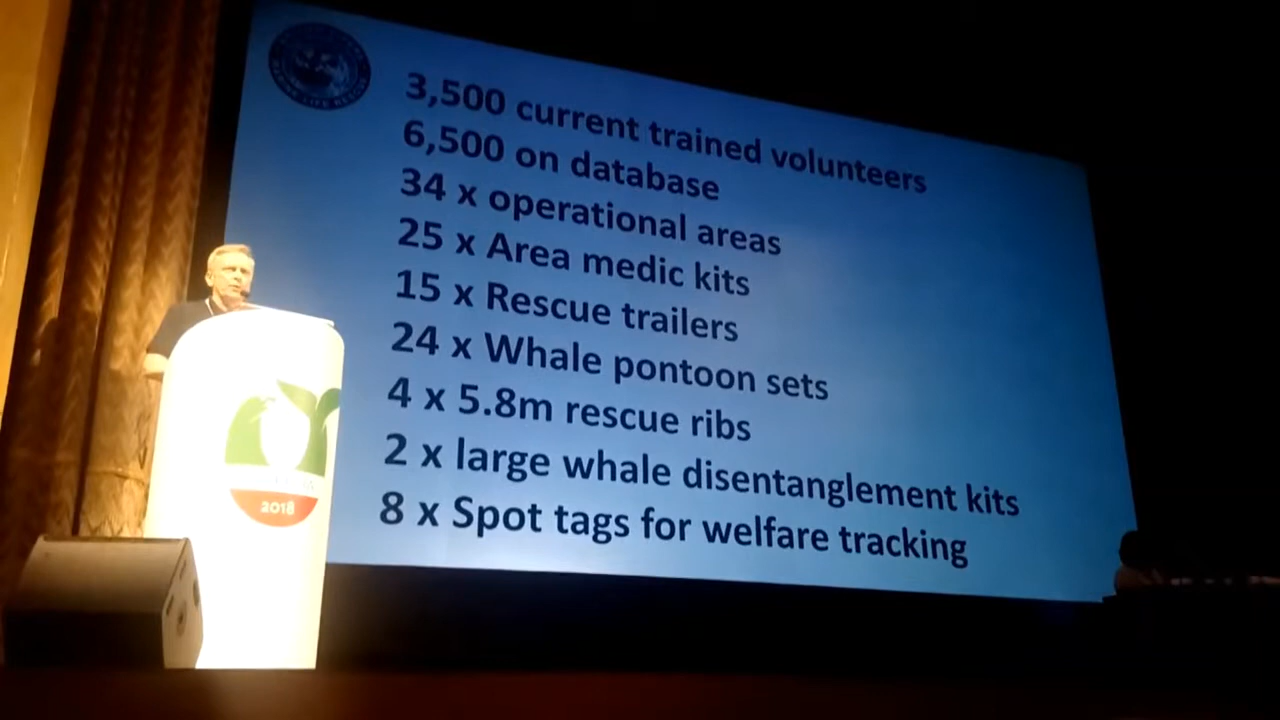 3,500 current trained volunteers
6,500 on database
34 x operational areas
25 x Area medic kits
15 x Rescue trailers
24 x Whale pontoon sets
4 x 5.8m rescue ribs
2 x large whale disentanglement kits
8 x Spot tags for welfare tracking
2018